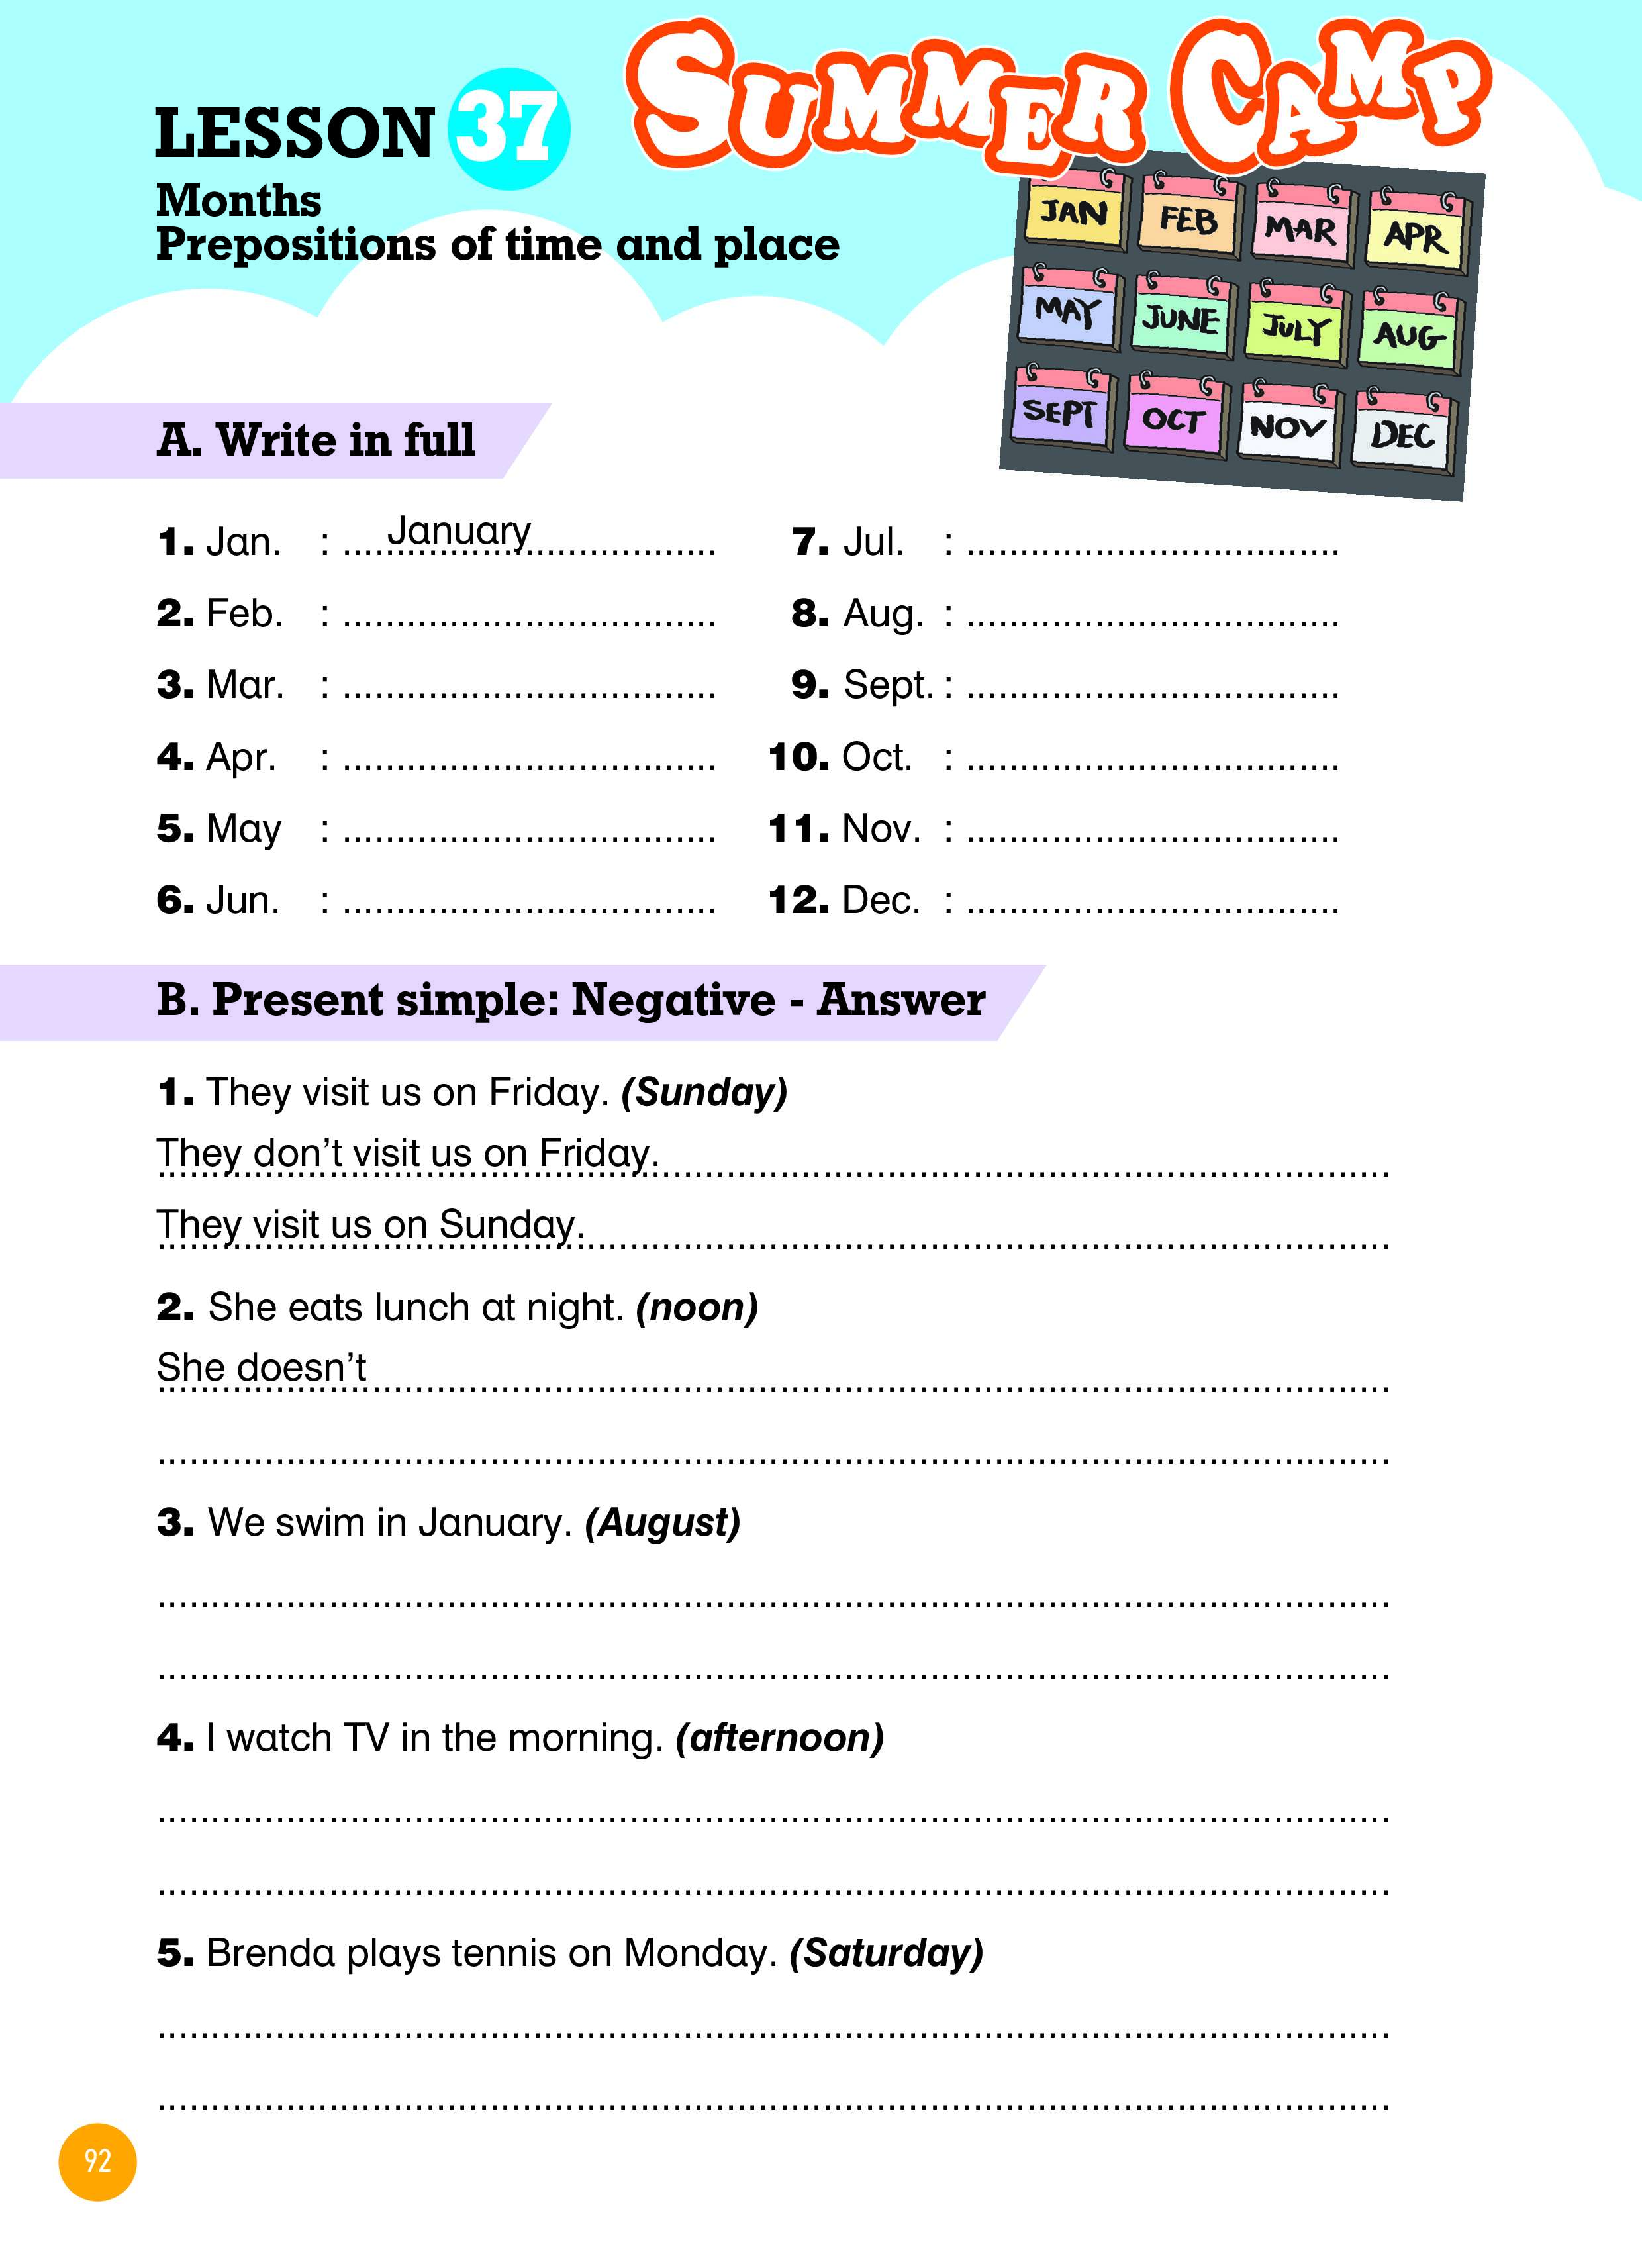 SUMMER CAMP
LESSON 37
Months
Prepositions of time and place
JAN FEB MAR APR
MAY JUNE JULY AUG
SEPT OCT NOV DEC
A. Write in full
1. Jan. : January
2. Feb. : ...................................
3. Mar. : ...................................
4. Apr. : ...................................
5. May : ...................................
6. Jun. : ...................................
7. Jul. : ...................................
8. Aug. : ...................................
9. Sept. : ...................................
10. Oct. : ...................................
11. Nov. : ...................................
12. Dec. : ...................................
B. Present simple: Negative - Answer
1. They visit us on Friday. (Sunday)
They don’t visit us on Friday.
They visit us on Sunday.
2. She eats lunch at night. (noon)
She doesn’t
3. We swim in January. (August)
4. I watch TV in the morning. (afternoon)
5. Brenda plays tennis on Monday. (Saturday)
92